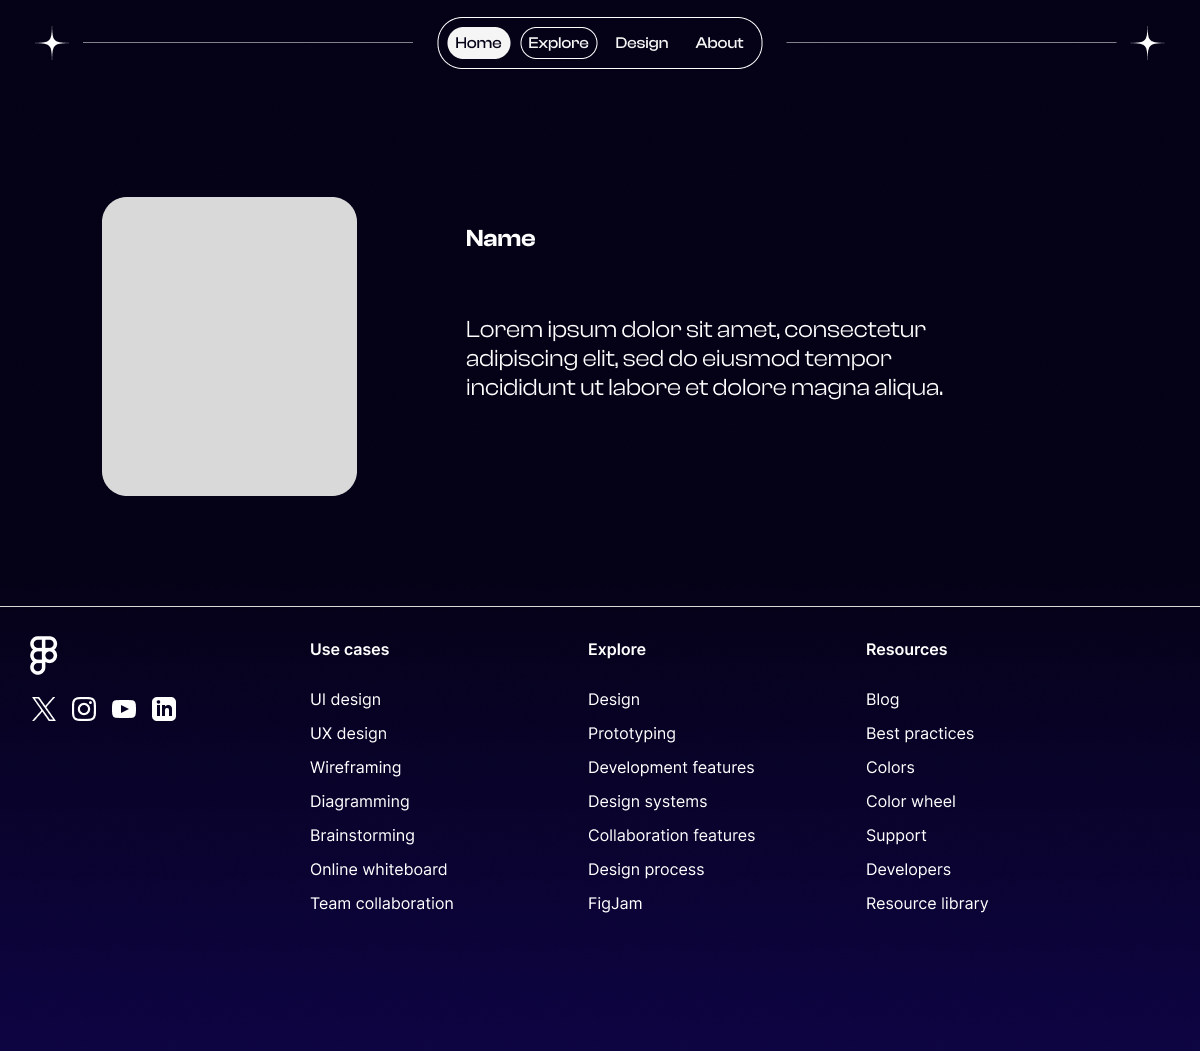 Home Explore Design About
Name
Lorem ipsum dolor sit amet, consectetur
adipiscing elit, sed do eiusmod tempor
incididunt ut labore et dolore magna aliqua.
Use cases
UI design
UX design
Wireframing
Diagramming
Brainstorming
Online whiteboard
Team collaboration
Explore
Design
Prototyping
Development features
Design systems
Collaboration features
Design process
FigJam
Resources
Blog
Best practices
Colors
Color wheel
Support
Developers
Resource library